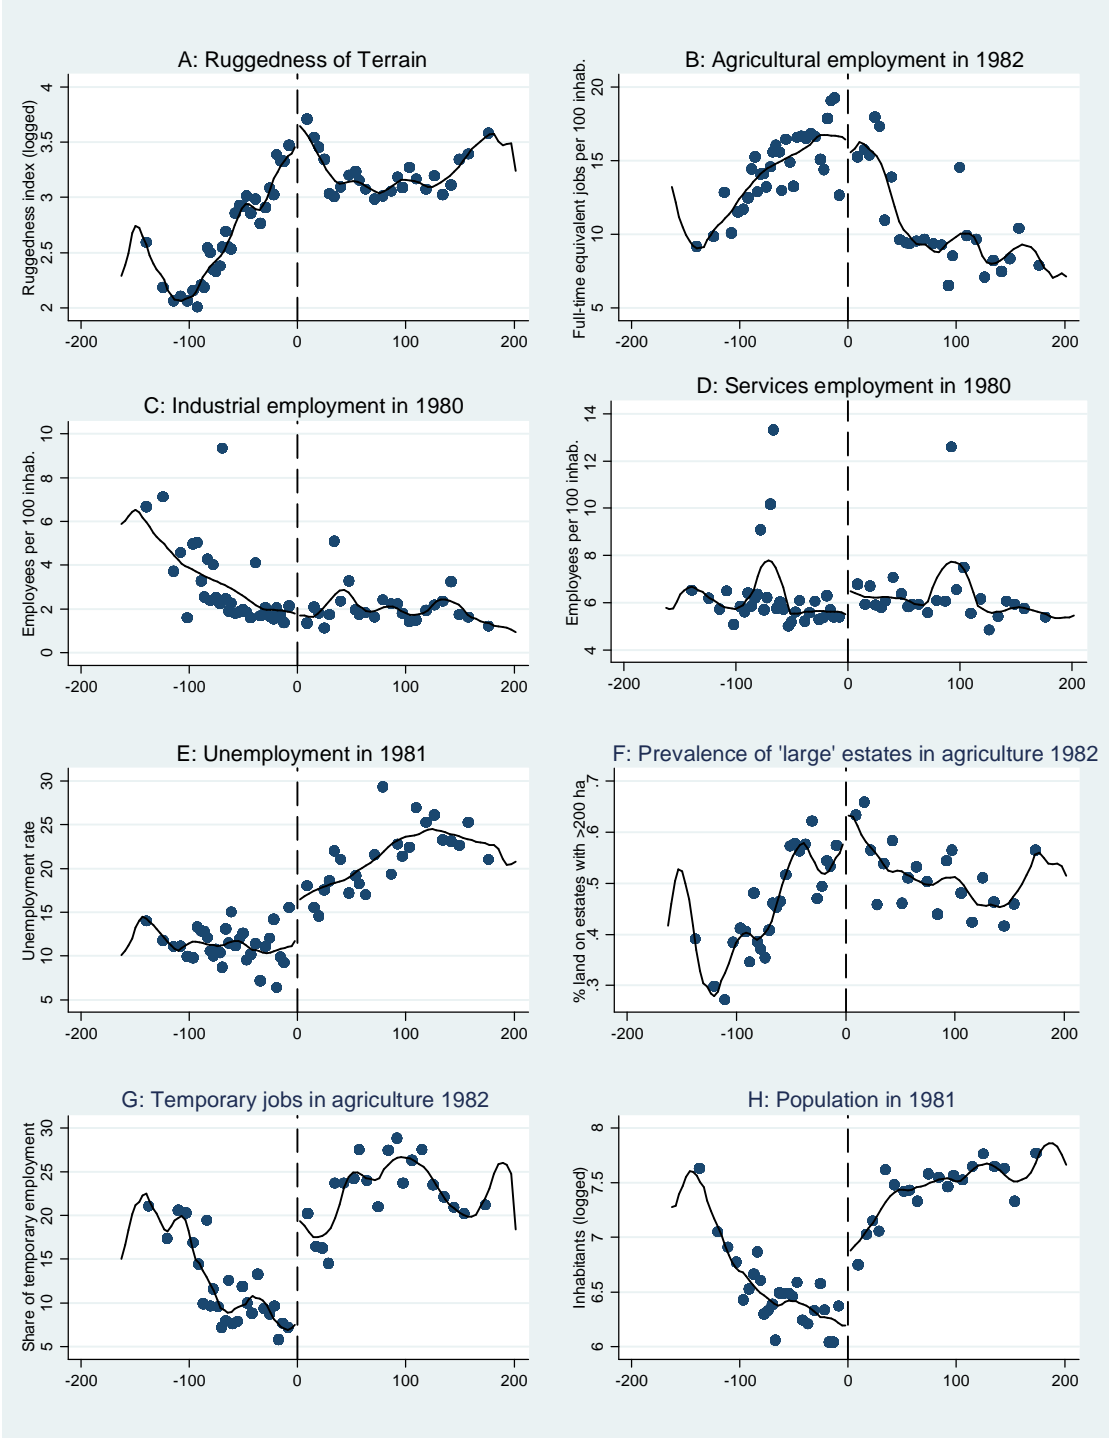 A: Ruggedness of Terrain
Ruggedness index (logged)
4
3.5
3
2.5
2
-200 -100 0 100 200
B: Agricultural employment in 1982
Full-time equivalent jobs per 100 inhab.
20
15
10
5
-200 -100 0 100 200
C: Industrial employment in 1980
Employees per 100 inhab.
10
8
6
4
2
0
-200 -100 0 100 200
D: Services employment in 1980
Employees per 100 inhab.
14
12
10
8
6
4
-200 -100 0 100 200
E: Unemployment in 1981
Unemployment rate
30
25
20
15
10
5
-200 -100 0 100 200
F: Prevalence of 'large' estates in agriculture 1982
% land on estates with >200 ha
.7
.6
.5
.4
.3
-200 -100 0 100 200
G: Temporary jobs in agriculture 1982
Share of temporary employment
30
25
20
15
10
5
-200 -100 0 100 200
H: Population in 1981
Inhabitants (logged)
8
7.5
7
6.5
6
-200 -100 0 100 200